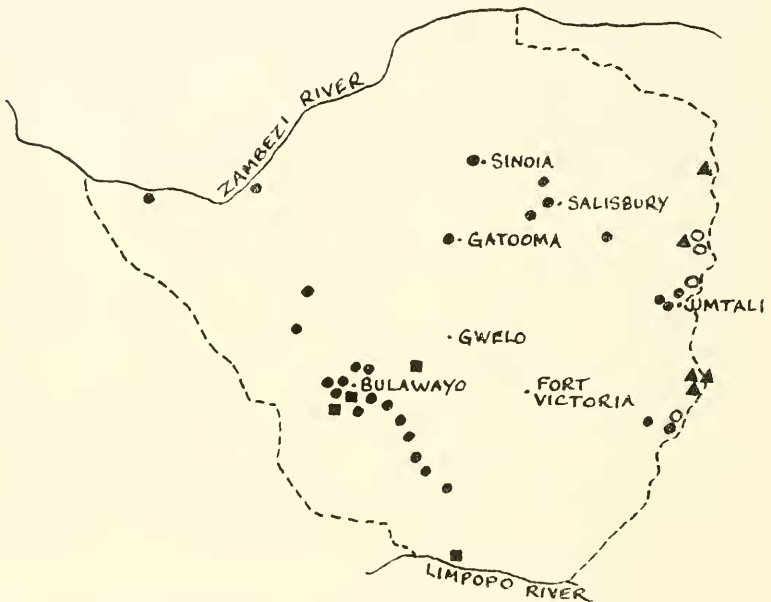 ZAMBEZI RIVER
SINOIA
SALISBURY
GATOOMA
UMTALI
GWELO
BULAWAYO
FORT
VICTORIA
LIMPOPO RIVER